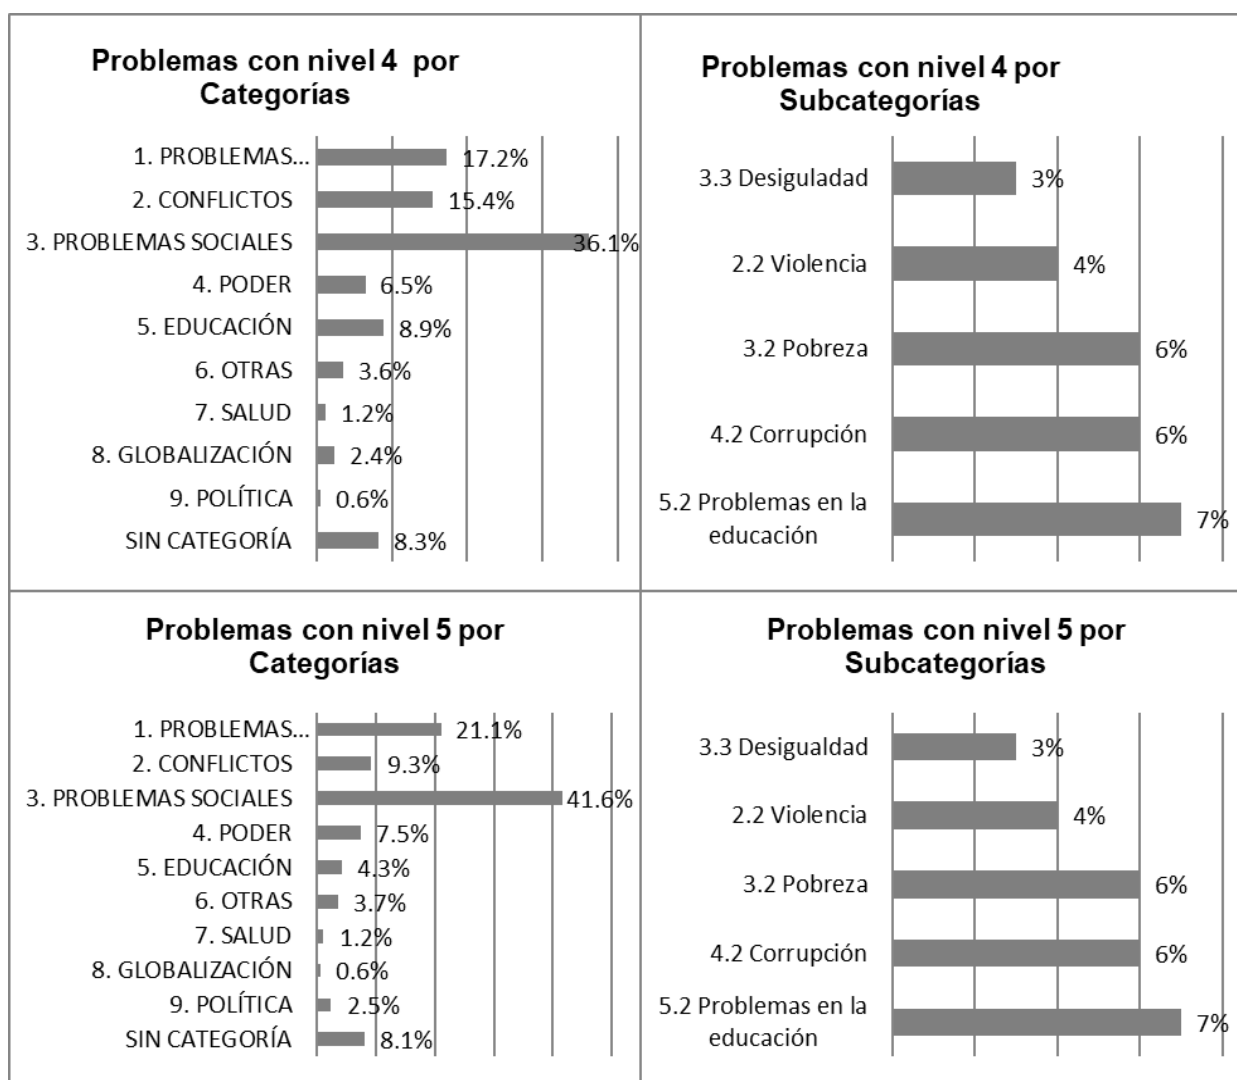 Problemas con nivel 4 por
Categorías
1. PROBLEMAS... 17.2%
2. CONFLICTOS 15.4%
3. PROBLEMAS SOCIALES 36.1%
4. PODER 6.5%
5. EDUCACIÓN 8.9%
6. OTRAS 3.6%
7. SALUD 1.2%
8. GLOBALIZACIÓN 2.4%
9. POLÍTICA 0.6%
SIN CATEGORÍA 8.3%
Problemas con nivel 4 por
Subcategorías
3.3 Desiguladad 3%
2.2 Violencia 4%
3.2 Pobreza 6%
4.2 Corrupción 6%
5.2 Problemas en la
educación 7%
Problemas con nivel 5 por
Categorías
1. PROBLEMAS... 21.1%
2. CONFLICTOS 9.3%
3. PROBLEMAS SOCIALES 41.6%
4. PODER 7.5%
5. EDUCACIÓN 4.3%
6. OTRAS 3.7%
7. SALUD 1.2%
8. GLOBALIZACIÓN 0.6%
9. POLÍTICA 2.5%
SIN CATEGORÍA 8.1%
Problemas con nivel 5 por
Subcategorías
3.3 Desigualdad 3%
2.2 Violencia 4%
3.2 Pobreza 6%
4.2 Corrupción 6%
5.2 Problemas en la
educación 7%